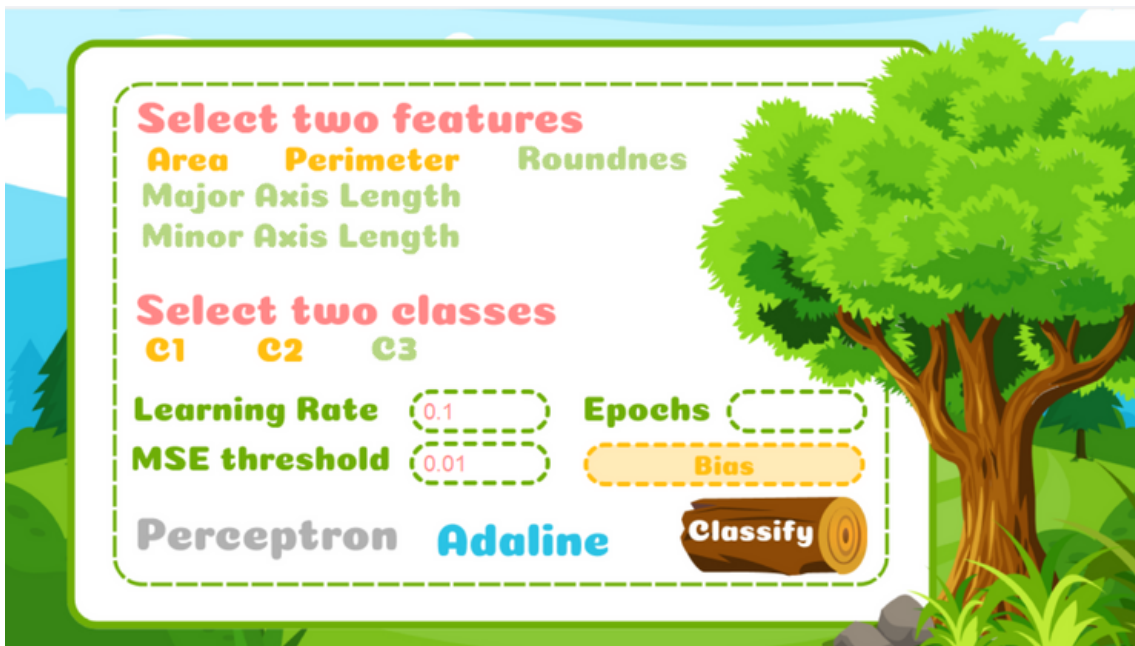 Select two features
Area Perimeter Roundnes
Major Axis Length
Minor Axis Length
Select two classes
C1 C2 C3
Learning Rate 0.1 Epochs
MSE threshold 0.01 Bias
Perceptron Adaline Classify